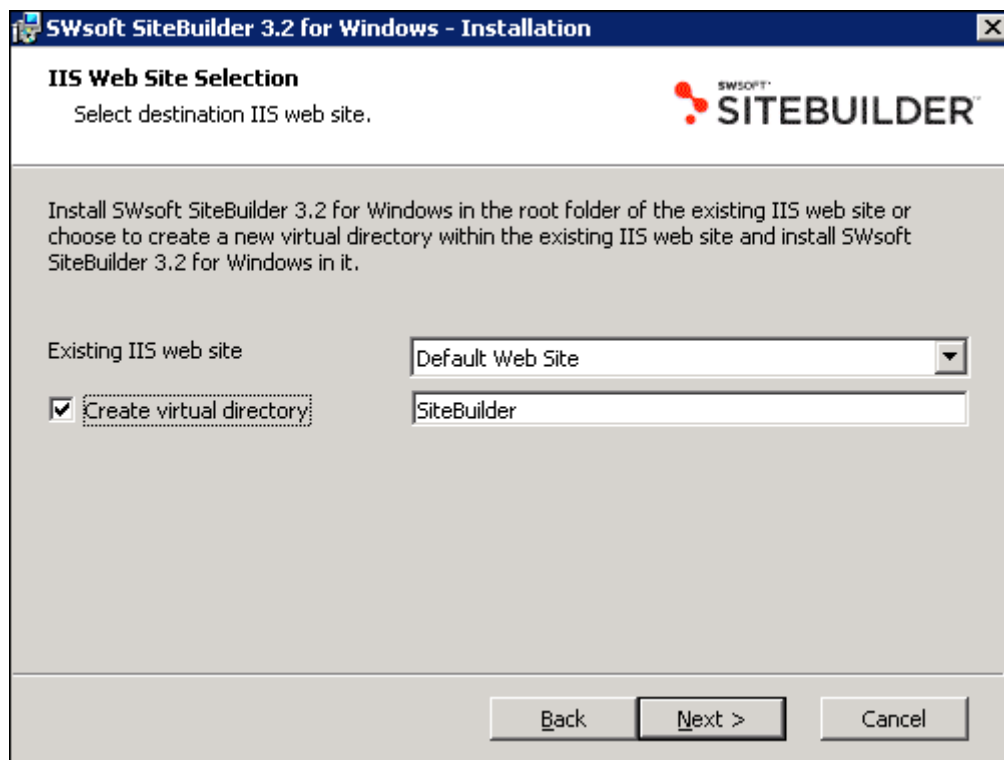 SWsoft SiteBuilder 3.2 for Windows - Installation
IIS Web Site Selection
Select destination IIS web site.
SWSOFT
SITEBUILDER™
Install SWsoft SiteBuilder 3.2 for Windows in the root folder of the existing IIS web site or
choose to create a new virtual directory within the existing IIS web site and install SWsoft
SiteBuilder 3.2 for Windows in it.
Existing IIS web site
Default Web Site
Create virtual directory
SiteBuilder
Back
Next >
Cancel